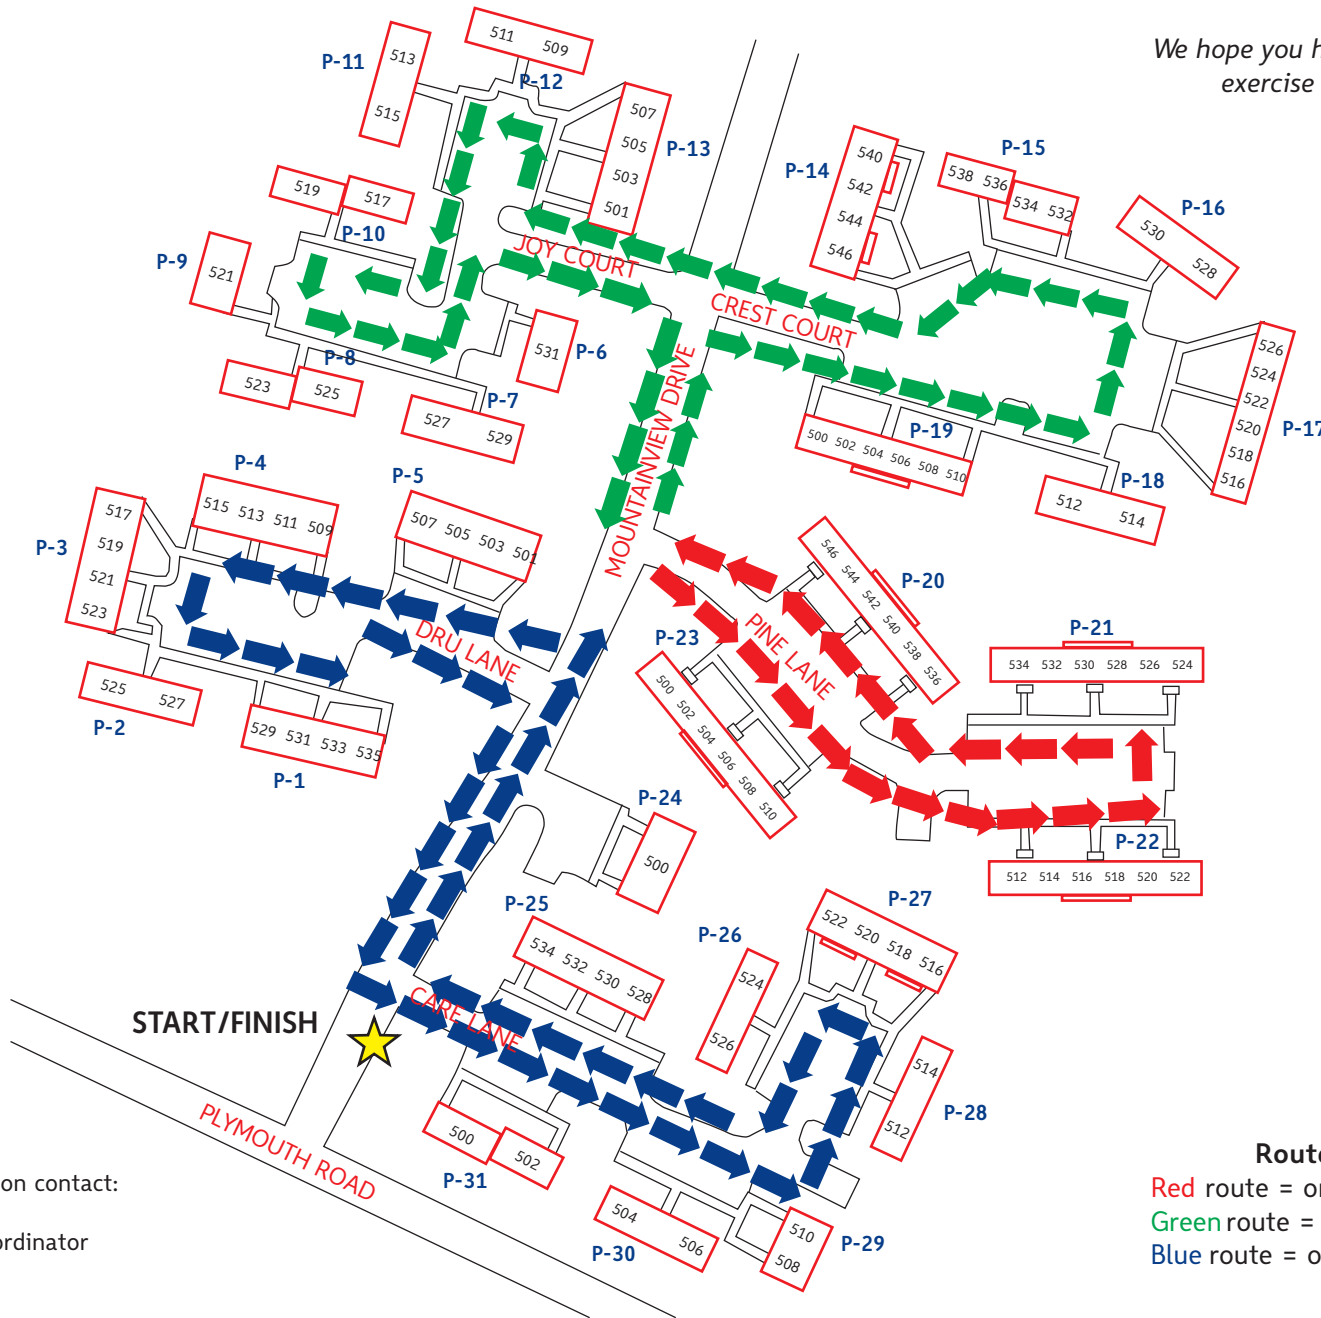 We hope you h
exercise
P-11
513
515
511
509
P-12
507
505
503
501
P-13
519
517
P-10
P-9
521
JOY COURT
P-8
523
525
P-6
531
P-7
527
529
P-14
540
542
544
546
P-15
538 536
534 532
P-16
530
528
CREST COURT
526
524
522
520
518
516
P-17
P-19
500 502 504 506 508 510
P-18
512
514
MOUNTAINVIEW DRIVE
P-4
515 513 511 509
P-5
507 505 503 501
P-3
517
519
521
523
DRU LANE
525
527
P-2
529 531 533 535
P-1
P-20
546
544
542
540
538
536
PINE LANE
P-23
500
502
504
506
508
510
P-21
534 532 530 528 526 524
P-22
512 514 516 518 520 522
P-24
500
P-25
534 532 530 528
P-26
524
526
P-27
522 520 518 516
514
512
P-28
CARE LANE
START/FINISH
PLYMOUTH ROAD
500
502
P-31
504
506
P-30
510
508
P-29
on contact:
ordinator
Route
Red route = or
Green route =
Blue route = o